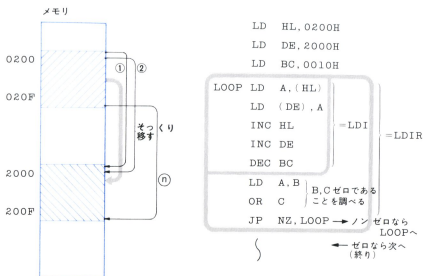 メモリ
0200
020F
2000
200F
①
②
そっくり
移す
ⓝ
LD HL,0200H
LD DE,2000H
LD BC,0010H
LOOP LD A,(HL)
LD (DE),A
INC HL
INC DE
DEC BC
=LDI
LD A,B
OR C
JP NZ,LOOP
=LDIR
B,Cゼロである
ことを調べる
→ノン ゼロなら
LOOPへ
←ゼロなら次へ
(終り)